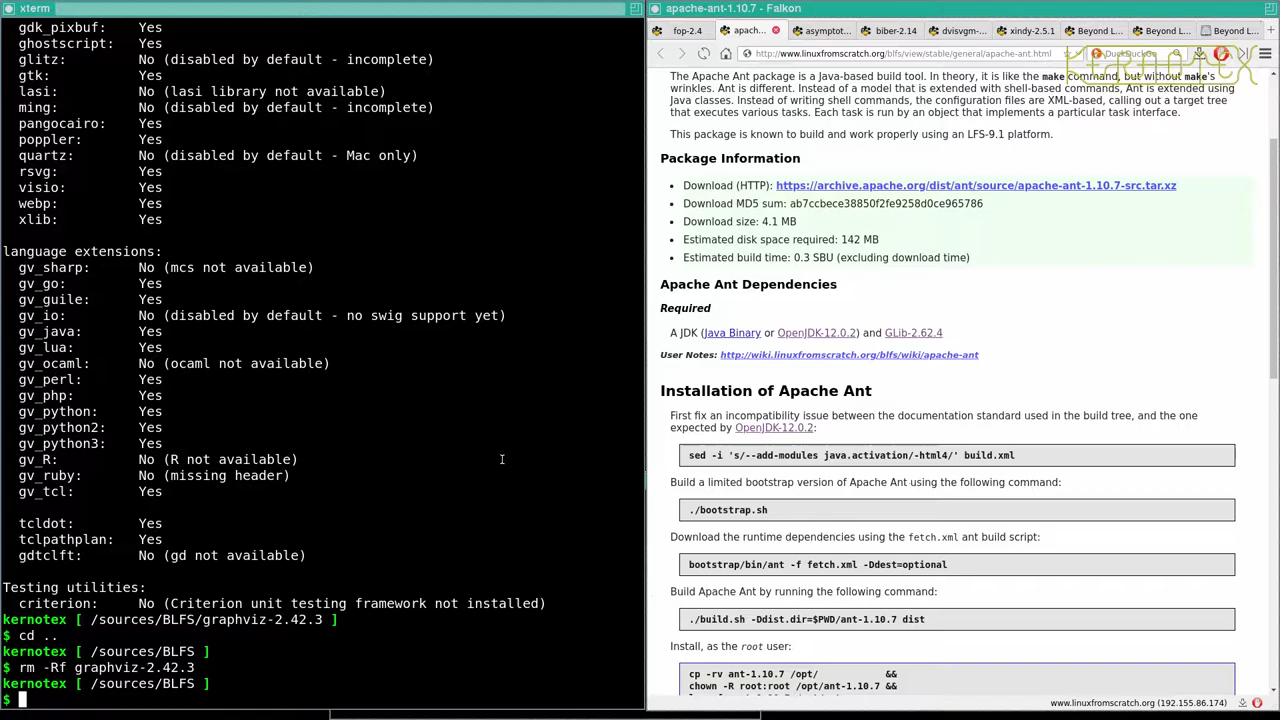 xterm
gdk_pixbuf: Yes
ghostscript: Yes
glitz: No (disabled by default - incomplete)
gtk: Yes
lasi: No (lasi library not available)
ming: No (disabled by default - incomplete)
pangocairo: Yes
poppler: Yes
quartz: No (disabled by default - Mac only)
rsvg: Yes
visio: Yes
webp: Yes
xlib: Yes
language extensions:
gv_sharp: No (mcs not available)
gv_go: Yes
gv_guile: Yes
gv_io: No (disabled by default - no swig support yet)
gv_java: Yes
gv_lua: Yes
gv_ocaml: No (ocaml not available)
gv_perl: Yes
gv_php: Yes
gv_python: Yes
gv_python2: Yes
gv_python3: Yes
gv_R: No (R not available)
gv_ruby: No (missing header)
gv_tcl: Yes
tcldot: Yes
tclpathplan: Yes
gdtclft: No (gd not available)
Testing utilities:
criterion: No (Criterion unit testing framework not installed)
kernotex [ /sources/BLFS/graphviz-2.42.3 ]
$ cd ..
kernotex [ /sources/BLFS ]
$ rm -Rf graphviz-2.42.3
kernotex [ /sources/BLFS ]
$
apache-ant-1.10.7 - Falkon
fop-2.4 apach... asymptot... biber-2.14 dvisvgm-... xindy-2.5.1 Beyond L... Beyond L... Beyond L
http://www.linuxfromscratch.org/blfs/view/stable/general/apache-ant.html DuckDuckGo
KERNOTEX
The Apache Ant package is a Java-based build tool. In theory, it is like the make command, but without make's
wrinkles. Ant is different. Instead of a model that is extended with shell-based commands, Ant is extended using
Java classes. Instead of writing shell commands, the configuration files are XML-based, calling out a target tree
that executes various tasks. Each task is run by an object that implements a particular task interface.
This package is known to build and work properly using an LFS-9.1 platform.
Package Information
• Download (HTTP): https://archive.apache.org/dist/ant/source/apache-ant-1.10.7-src.tar.xz
• Download MD5 sum: ab7ccbece38850f2fe9258d0ce965786
• Download size: 4.1 MB
• Estimated disk space required: 142 MB
• Estimated build time: 0.3 SBU (excluding download time)
Apache Ant Dependencies
Required
A JDK (Java Binary or OpenJDK-12.0.2) and GLib-2.62.4
User Notes: http://wiki.linuxfromscratch.org/blfs/wiki/apache-ant
Installation of Apache Ant
First fix an incompatibility issue between the documentation standard used in the build tree, and the one
expected by OpenJDK-12.0.2:
sed -i 's/--add-modules java.activation/-html4/' build.xml
Build a limited bootstrap version of Apache Ant using the following command:
./bootstrap.sh
Download the runtime dependencies using the fetch.xml ant build script:
bootstrap/bin/ant -f fetch.xml -Ddest=optional
Build Apache Ant by running the following command:
./build.sh -Ddist.dir=$PWD/ant-1.10.7 dist
Install, as the root user:
cp -rv ant-1.10.7 /opt/ &&
chown -R root:root /opt/ant-1.10.7 &&
www.linuxfromscratch.org (192.155.86.174)